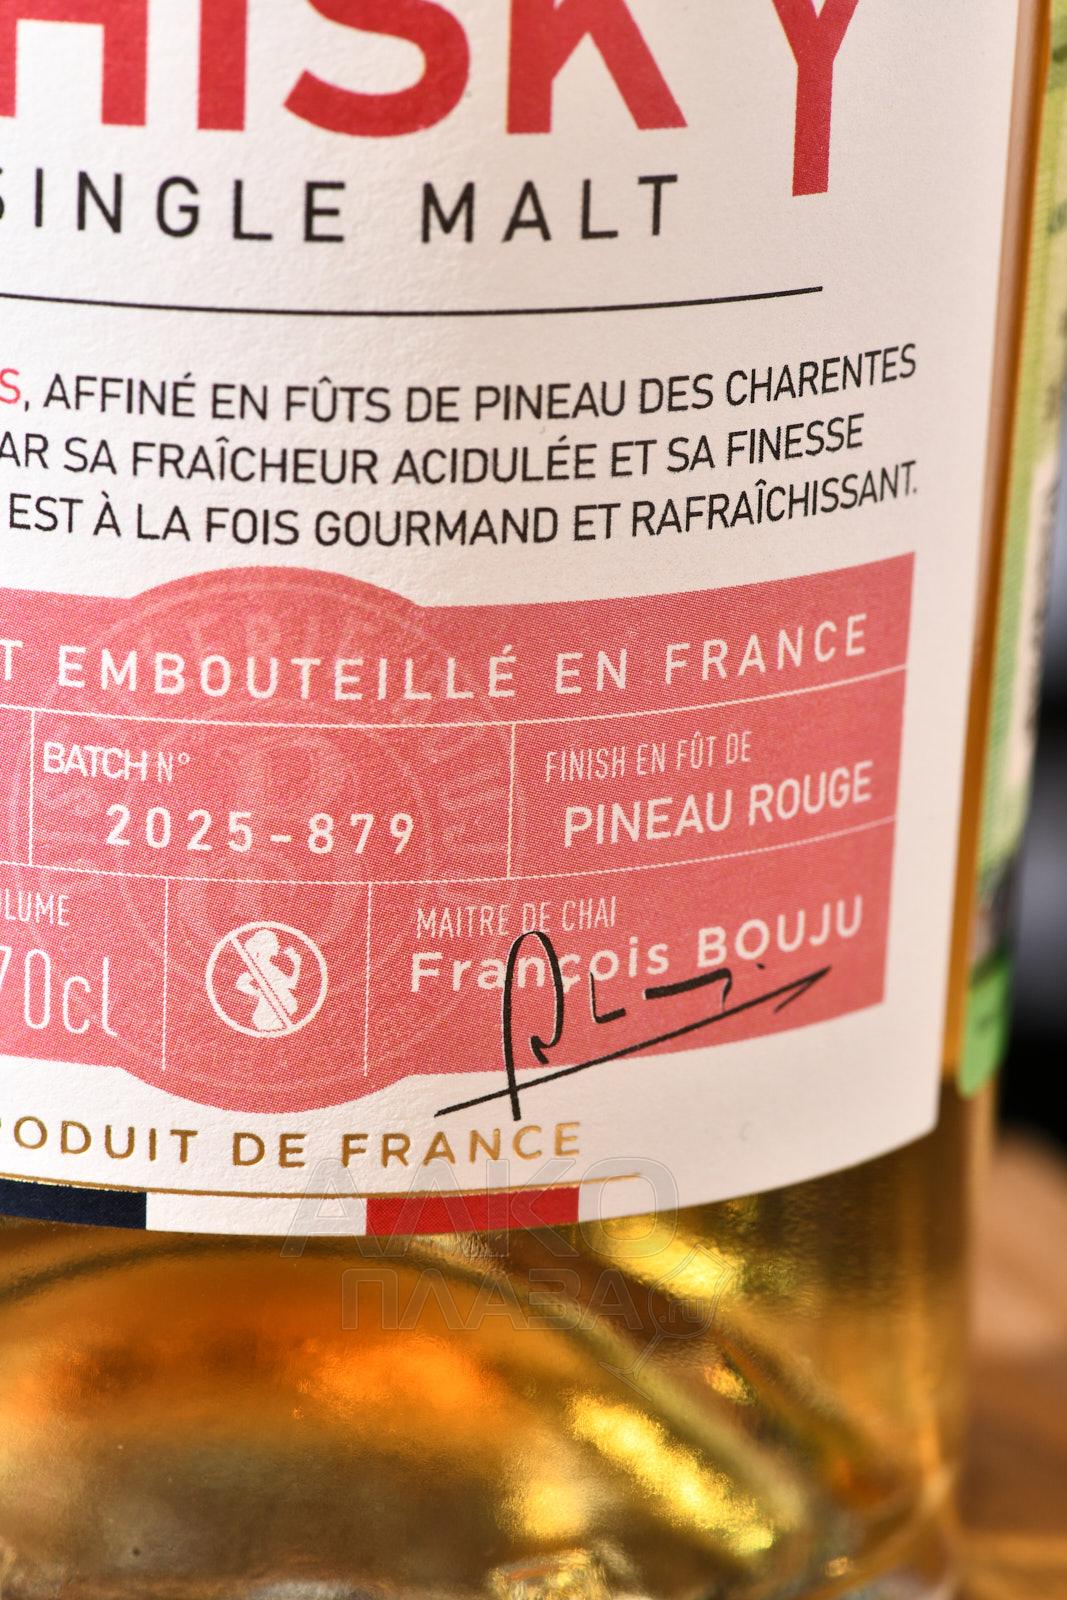 HISKY
SINGLE MALT
S, AFFINÉ EN FÛTS DE PINEAU DES CHARENTES
AR SA FRAÎCHEUR ACIDULÉE ET SA FINESSE
EST À LA FOIS GOURMAND ET RAFRAÎCHISSANT.
T EMBOUTEILLÉ EN FRANCE
BATCH N°
2025-879
FINISH EN FÛT DE
PINEAU ROUGE
LUME
70cl
MAITRE DE CHAI
François BOUJU
ODUIT DE FRANCE
АЛКО
ПЛАЗА.ru